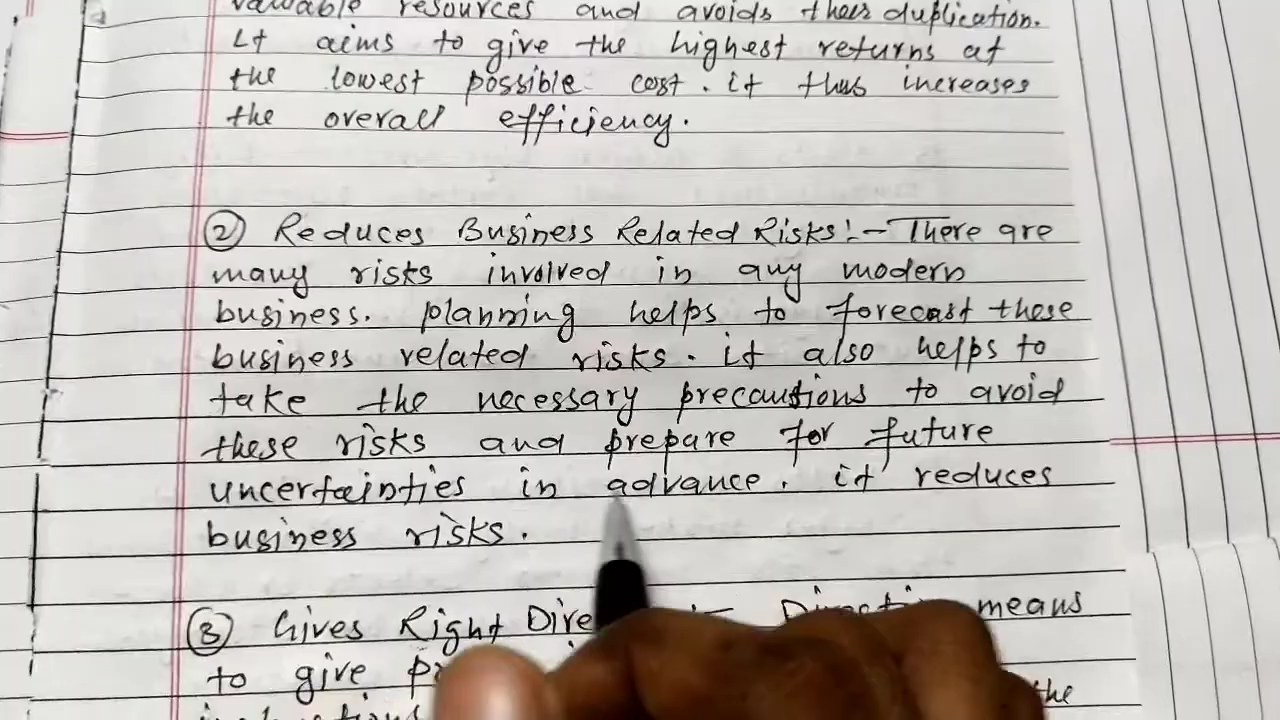 valuable resources and avoids their duplication.
It aims to give the highest returns at
the lowest possible cost. it thus increases
the overall efficiency.
② Reduces Business Related Risks:- There are
many risks involved in any modern
business. planning helps to forecast these
business related risks. it also helps to
take the necessary precautions to avoid
these risks and prepare for future
uncertainties in advance. it reduces
business risks.
③ Gives Right means
to give the